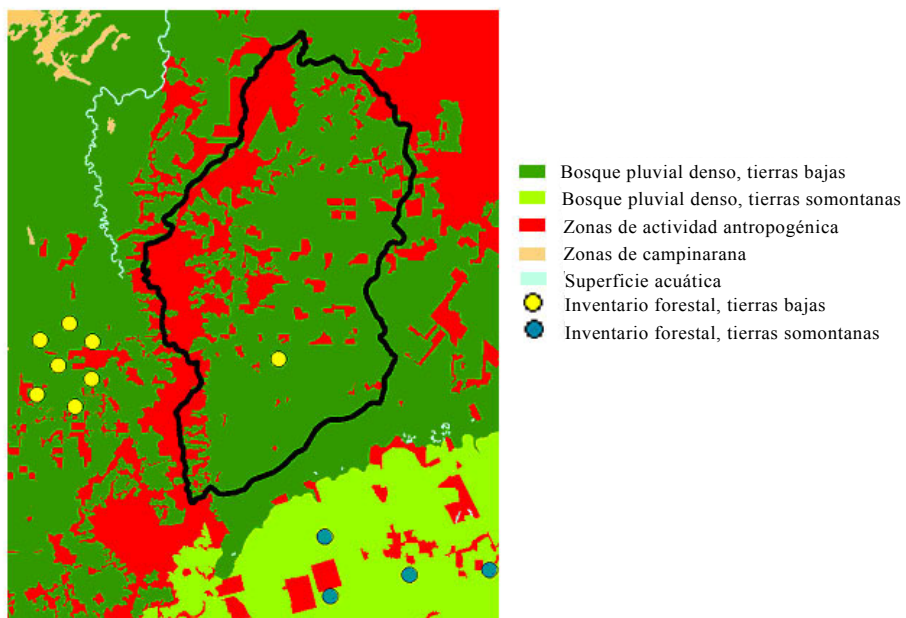 Bosque pluvial denso, tierras bajas
Bosque pluvial denso, tierras somontanas
Zonas de actividad antropogénica
Zonas de campinarana
Superficie acuática
Inventario forestal, tierras bajas
Inventario forestal, tierras somontanas